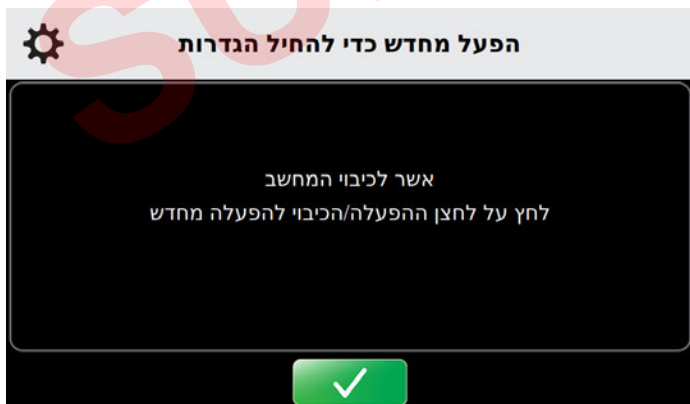 הפעל מחדש כדי להחיל הגדרות
אשר לכיבוי המחשב
לחץ על לחצן ההפעלה/הכיבוי להפעלה מחדש